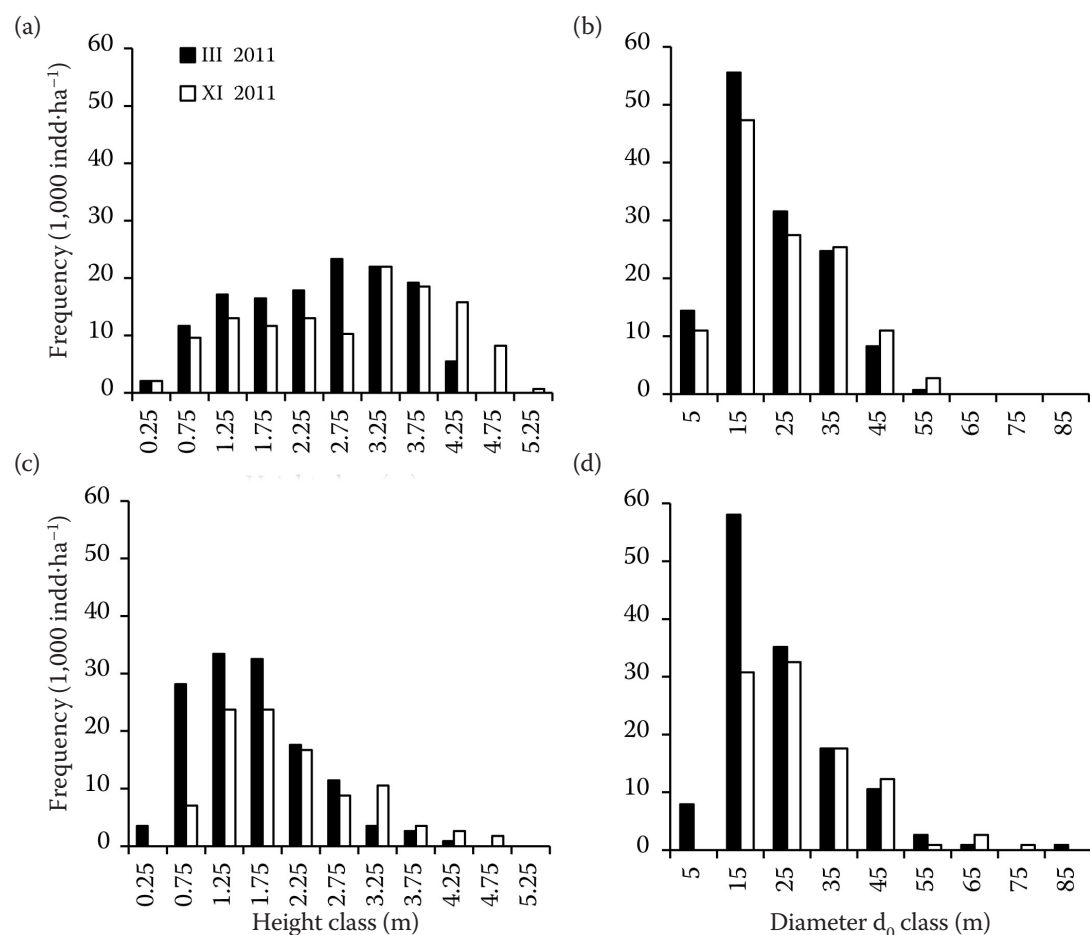 (a)
60
50
40
30
20
10
0
Frequency (1,000 indd·ha⁻¹)
III 2011
XI 2011
0.25 0.75 1.25 1.75 2.25 2.75 3.25 3.75 4.25 4.75 5.25
(b)
60
50
40
30
20
10
0
5 15 25 35 45 55 65 75 85
(c)
60
50
40
30
20
10
0
Frequency (1,000 indd·ha⁻¹)
0.25 0.75 1.25 1.75 2.25 2.75 3.25 3.75 4.25 4.75 5.25
Height class (m)
(d)
60
50
40
30
20
10
0
5 15 25 35 45 55 65 75 85
Diameter d₀ class (m)